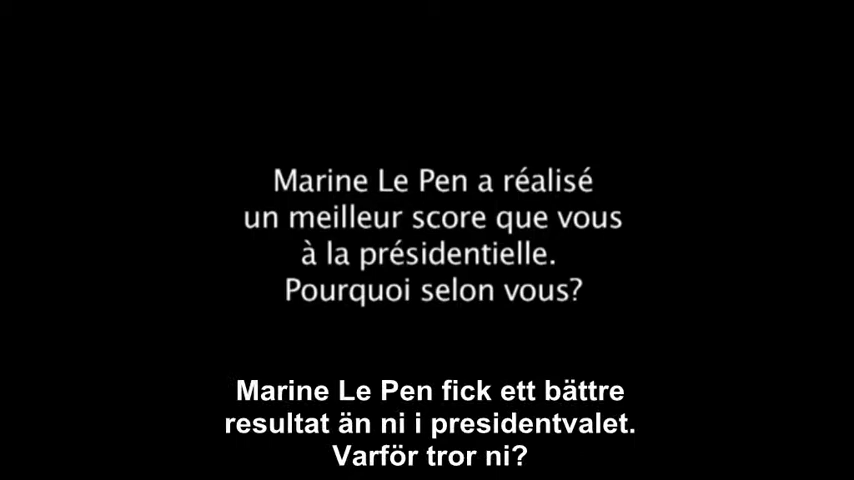 Marine Le Pen a réalisé
un meilleur score que vous
à la présidentielle.
Pourquoi selon vous?
Marine Le Pen fick ett bättre
resultat än ni i presidentvalet.
Varför tror ni?